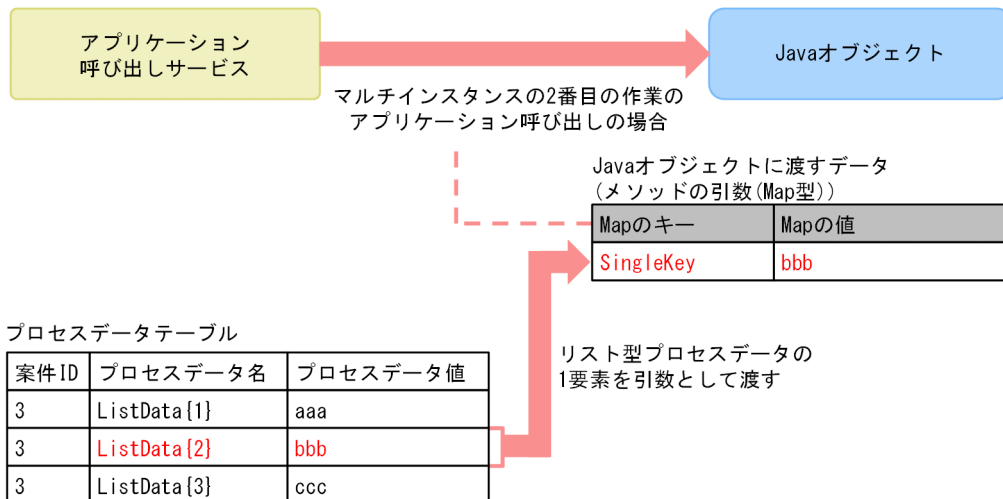 アプリケーション
呼び出しサービス
Javaオブジェクト
マルチインスタンスの2番目の作業の
アプリケーション呼び出しの場合
Javaオブジェクトに渡すデータ
(メソッドの引数(Map型))
Mapのキー Mapの値
SingleKey bbb
プロセスデータテーブル
案件ID プロセスデータ名 プロセスデータ値
3 ListData{1} aaa
3 ListData{2} bbb
3 ListData{3} ccc
リスト型プロセスデータの
1要素を引数として渡す